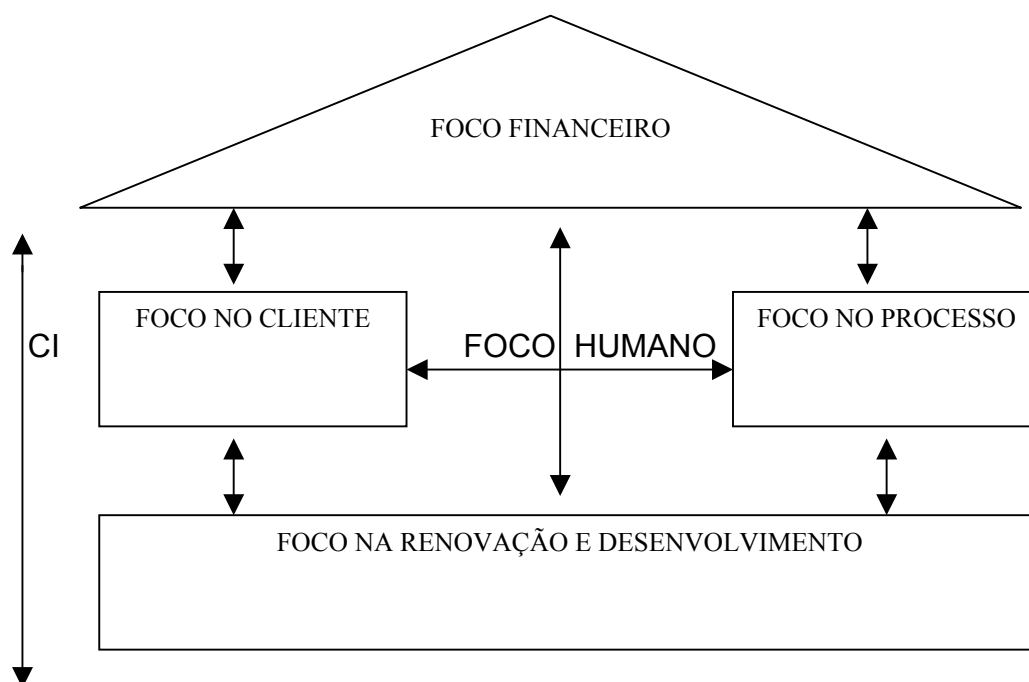 FOCO FINANCEIRO
FOCO NO CLIENTE
FOCO NO PROCESSO
CI
FOCO HUMANO
FOCO NA RENOVAÇÃO E DESENVOLVIMENTO